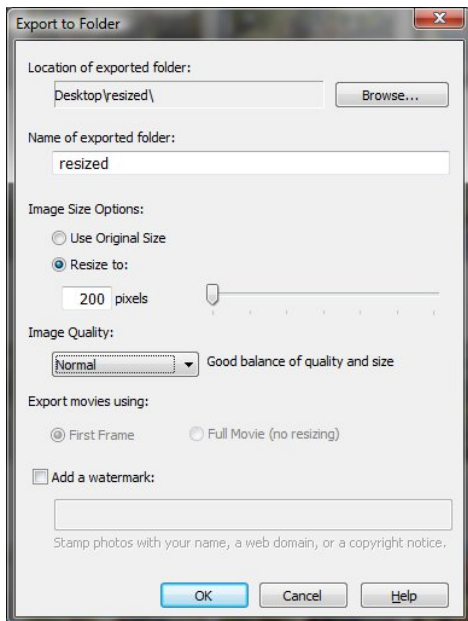 Export to Folder
Location of exported folder:
Desktop\resized\
Browse...
Name of exported folder:
resized
Image Size Options:
Use Original Size
Resize to:
200 pixels
Image Quality:
Normal Good balance of quality and size
Export movies using:
First Frame Full Movie (no resizing)
Add a watermark:
Stamp photos with your name, a web domain, or a copyright notice.
OK Cancel Help